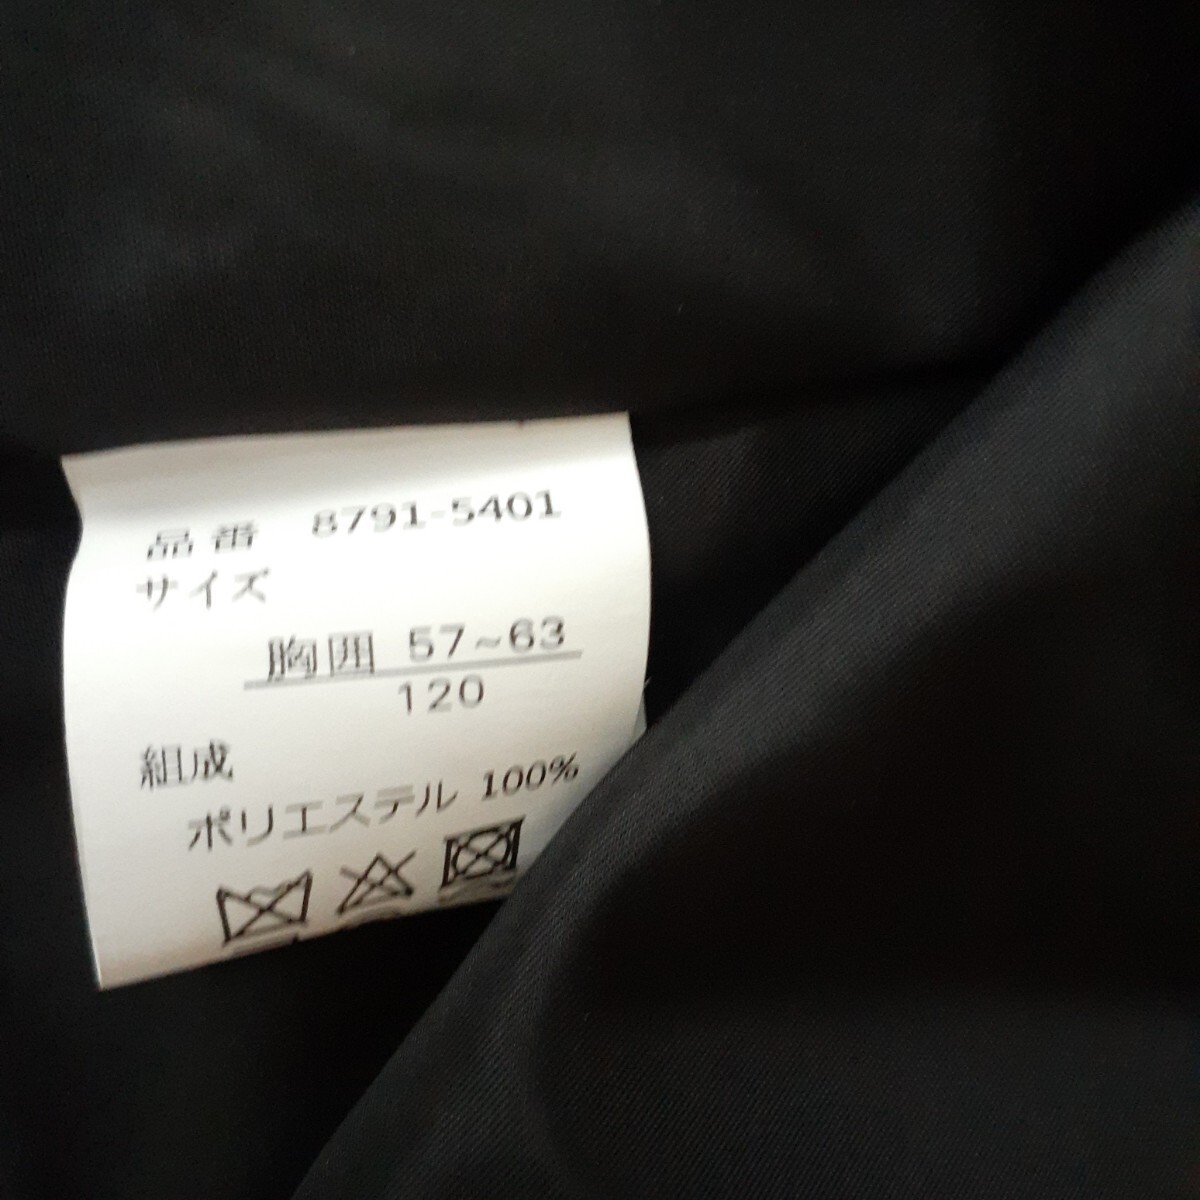 品番 8791-5401
サイズ
胸囲 57~63
120
組成
ポリエステル 100%